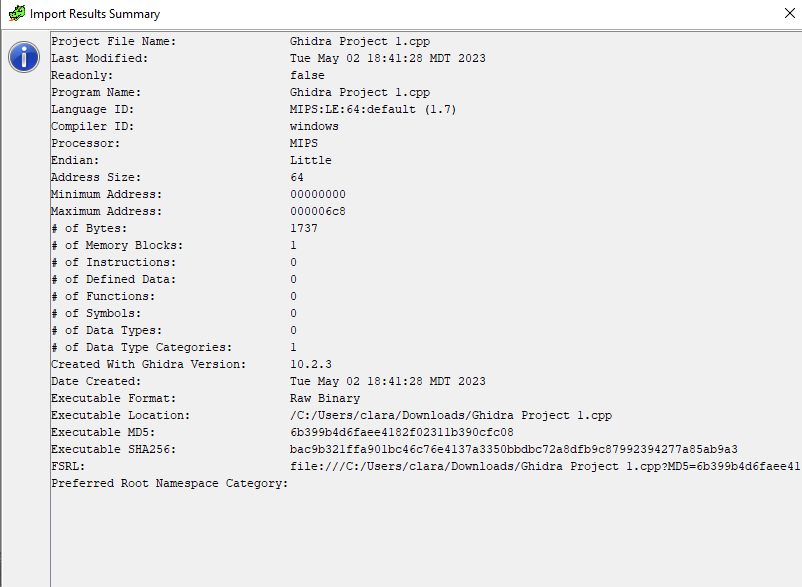 Import Results Summary
Project File Name: Ghidra Project 1.cpp
Last Modified: Tue May 02 18:41:28 MDT 2023
Readonly: false
Program Name: Ghidra Project 1.cpp
Language ID: MIPS:LE:64:default (1.7)
Compiler ID: windows
Processor: MIPS
Endian: Little
Address Size: 64
Minimum Address: 00000000
Maximum Address: 000006c8
# of Bytes: 1737
# of Memory Blocks: 1
# of Instructions: 0
# of Defined Data: 0
# of Functions: 0
# of Symbols: 0
# of Data Types: 0
# of Data Type Categories: 1
Created With Ghidra Version: 10.2.3
Date Created: Tue May 02 18:41:28 MDT 2023
Executable Format: Raw Binary
Executable Location: /C:/Users/clara/Downloads/Ghidra Project 1.cpp
Executable MD5: 6b399b4d6faee4182f02311b390cfc08
Executable SHA256: bac9b321ffa901bc46c76e4137a3350bbdbc72a8dfb9c87992394277a85ab9a3
FSRL: file:///C:/Users/clara/Downloads/Ghidra Project 1.cpp?MD5=6b399b4d6faee41
Preferred Root Namespace Category: